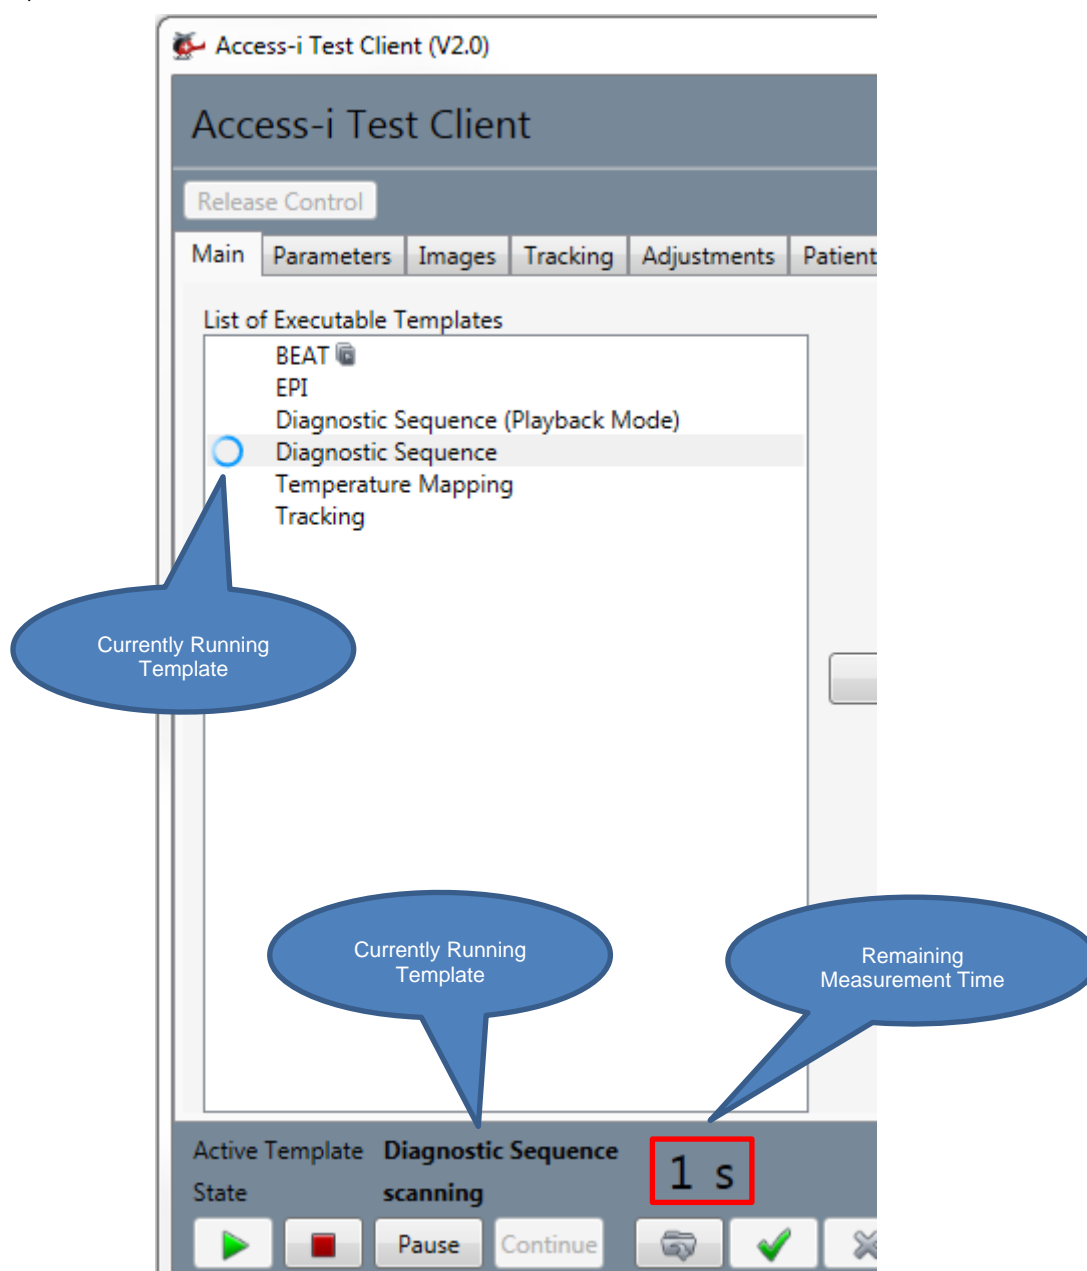 Access-i Test Client (V2.0)
Access-i Test Client
Release Control
Main Parameters Images Tracking Adjustments Patient
List of Executable Templates
BEAT
EPI
Diagnostic Sequence (Playback Mode)
Diagnostic Sequence
Temperature Mapping
Tracking
Currently Running
Template
Currently Running
Template
Remaining
Measurement Time
Active Template Diagnostic Sequence
1 s
State scanning
Pause Continue